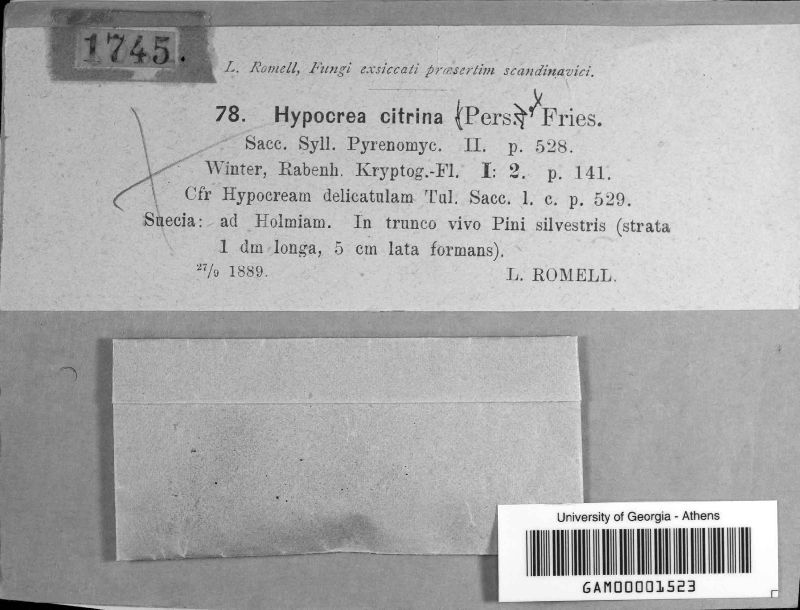 1745.
L. Romell, Fungi exsiccati præsertim scandinavici.
78. Hypocrea citrina (Pers.) Fries.
Sacc. Syll. Pyrenomyc. II. p. 528.
Winter, Rabenh. Kryptog.-Fl. I: 2. p. 141.
Cfr Hypocream delicatulam Tul. Sacc. l. c. p. 529.
Suecia: ad Holmiam. In trunco vivo Pini silvestris (strata
1 dm longa, 5 cm lata formans).
27/9 1889. L. ROMELL.
University of Georgia - Athens
GAM00001523